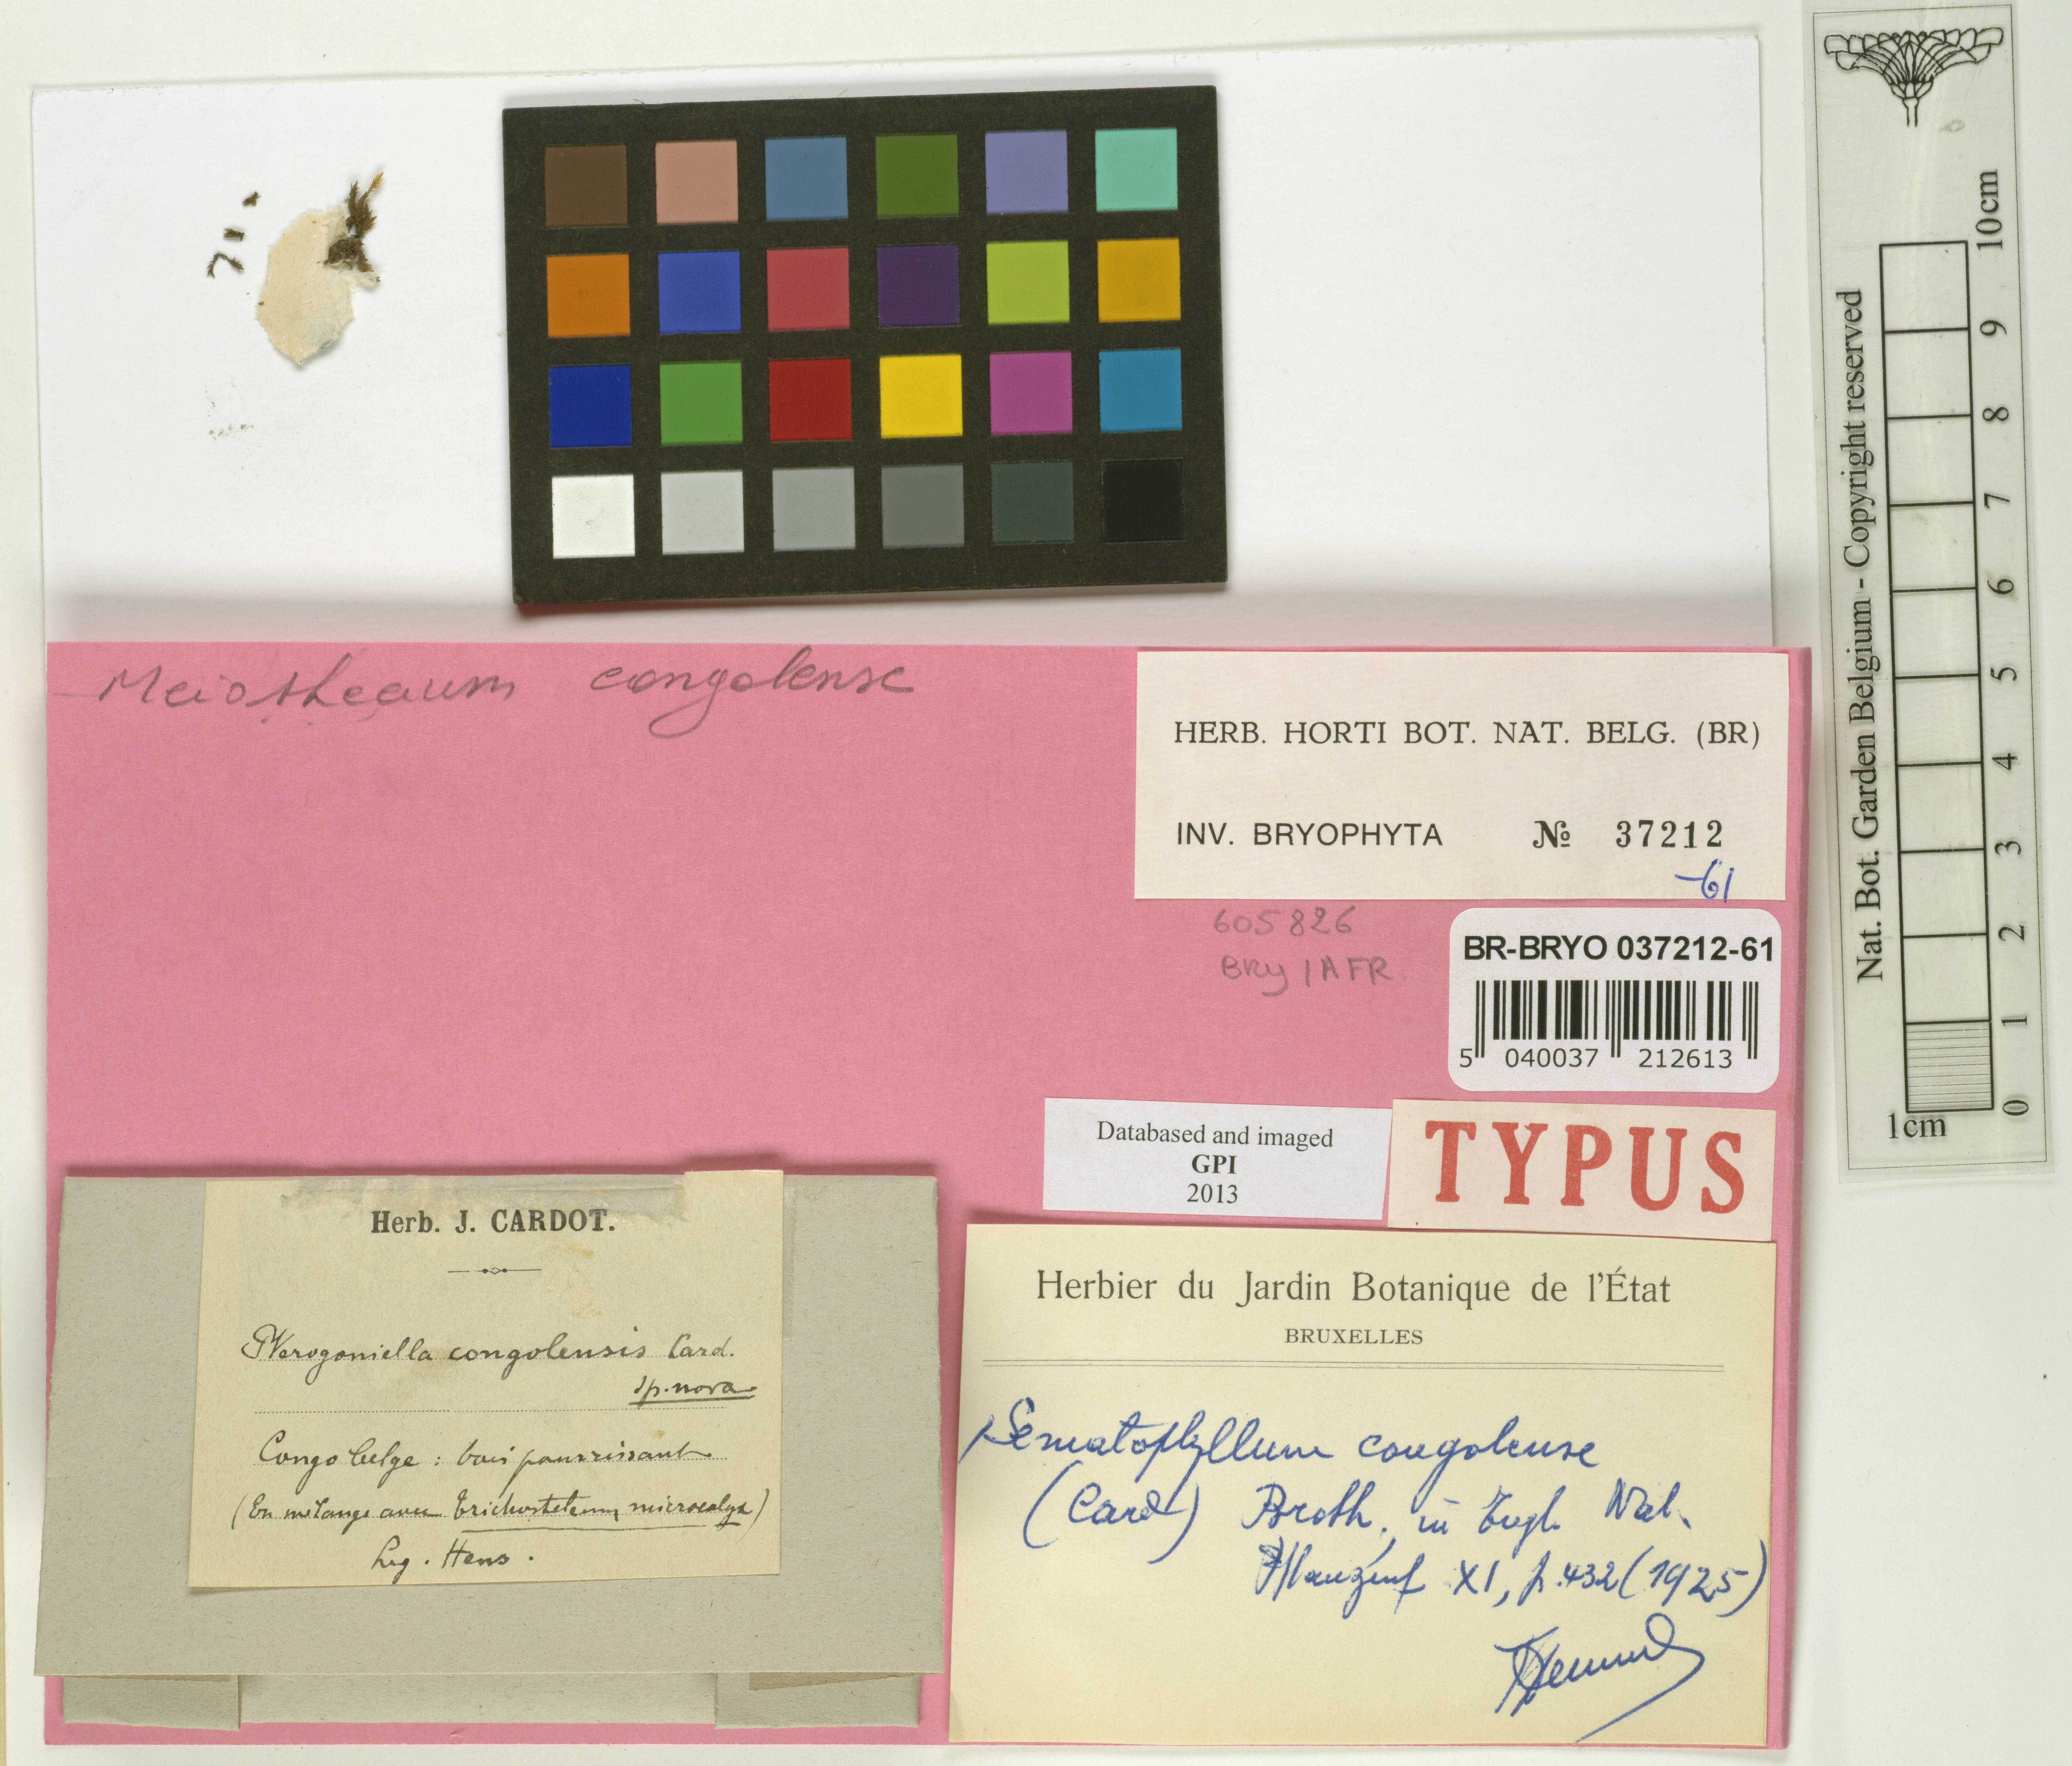 Meiothecium congolense
HERB. HORTI BOT. NAT. BELG. (BR)
INV. BRYOPHYTA № 37212
-61
605826
Bry / AFR
BR-BRYO 037212-61
5 040037 212613
Databased and imaged
GPI
2013
TYPUS
Herb. J. CARDOT.
Pterogoniella congolensis Card.
sp. nova
Congo belge : bois pourrissant
(En mélange avec Trichosteleum microcalyx)
Leg. Hens.
Herbier du Jardin Botanique de l'État
BRUXELLES
Sematophyllum congolense
(Card) Broth. in Engl. Nat.
Pflanzenf XI, p.432 (1925)
Nat. Bot. Garden Belgium - Copyright reserved
10cm
9
8
7
6
5
4
3
2
1
0
1cm